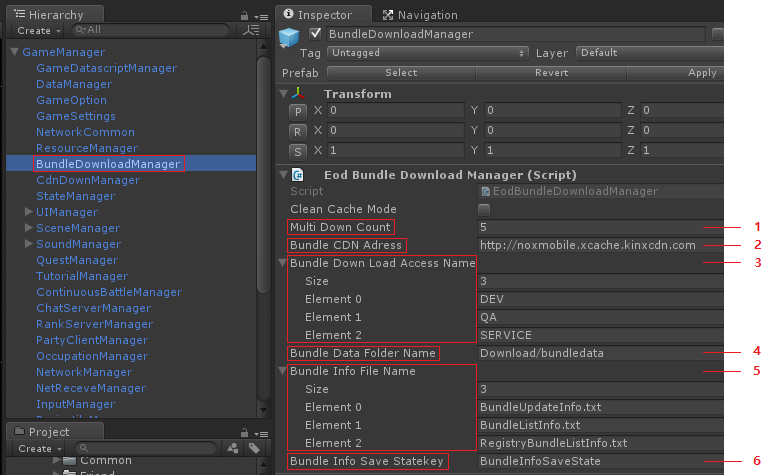 Hierarchy
Create
All
GameManager
GameDatascriptManager
DataManager
GameOption
GameSettings
NetworkCommon
ResourceManager
BundleDownloadManager
CdnDownManager
StateManager
UIManager
SceneManager
SoundManager
QuestManager
TutorialManager
ContinuousBattleManager
ChatServerManager
RankServerManager
PartyClientManager
OccupationManager
NetworkManager
NetReceveManager
InputManager
Project
Create
Common
Friend
Inspector Navigation
BundleDownloadManager
Tag Untagged Layer Default
Prefab Select Revert Apply
Transform
P X 0 Y 0 Z 0
R X 0 Y 0 Z 0
S X 1 Y 1 Z 1
Eod Bundle Download Manager (Script)
Script EodBundleDownloadManager
Clean Cache Mode
Multi Down Count 5 1
Bundle CDN Adress http://noxmobile.xcache.kinxcdn.com 2
Bundle Down Load Access Name 3
Size 3
Element 0 DEV
Element 1 QA
Element 2 SERVICE
Bundle Data Folder Name Download/bundledata 4
Bundle Info File Name 5
Size 3
Element 0 BundleUpdateInfo.txt
Element 1 BundleListInfo.txt
Element 2 RegistryBundleListInfo.txt
Bundle Info Save Statekey BundleInfoSaveState 6